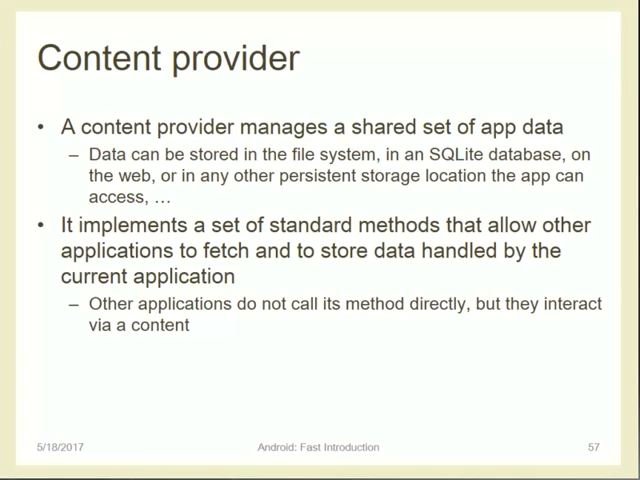 Content provider
• A content provider manages a shared set of app data
– Data can be stored in the file system, in an SQLite database, on
the web, or in any other persistent storage location the app can
access, …
• It implements a set of standard methods that allow other
applications to fetch and to store data handled by the
current application
– Other applications do not call its method directly, but they interact
via a content
5/18/2017
Android: Fast Introduction
57